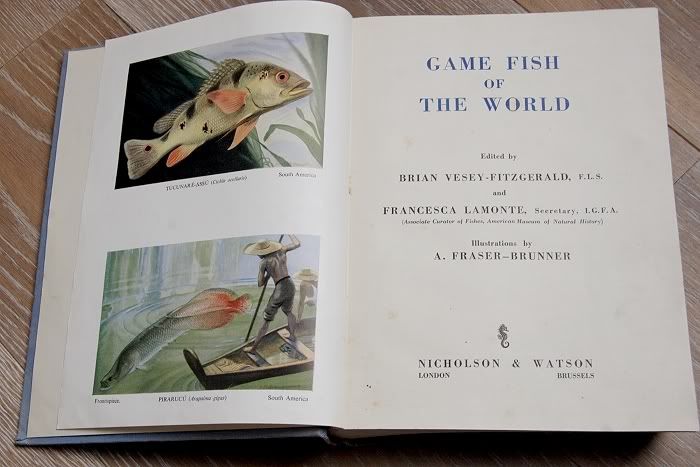 TUCUNARÉ-ASSÚ (Cichla ocellaris) South America
Frontispiece. PIRARUCÚ (Arapaima gigas) South America
GAME FISH
OF
THE WORLD
Edited by
BRIAN VESEY-FITZGERALD, F.L.S.
and
FRANCESCA LAMONTE, Secretary, I.G.F.A.
(Associate Curator of Fishes, American Museum of Natural History)
Illustrations by
A. FRASER-BRUNNER
NICHOLSON & WATSON
LONDON BRUSSELS